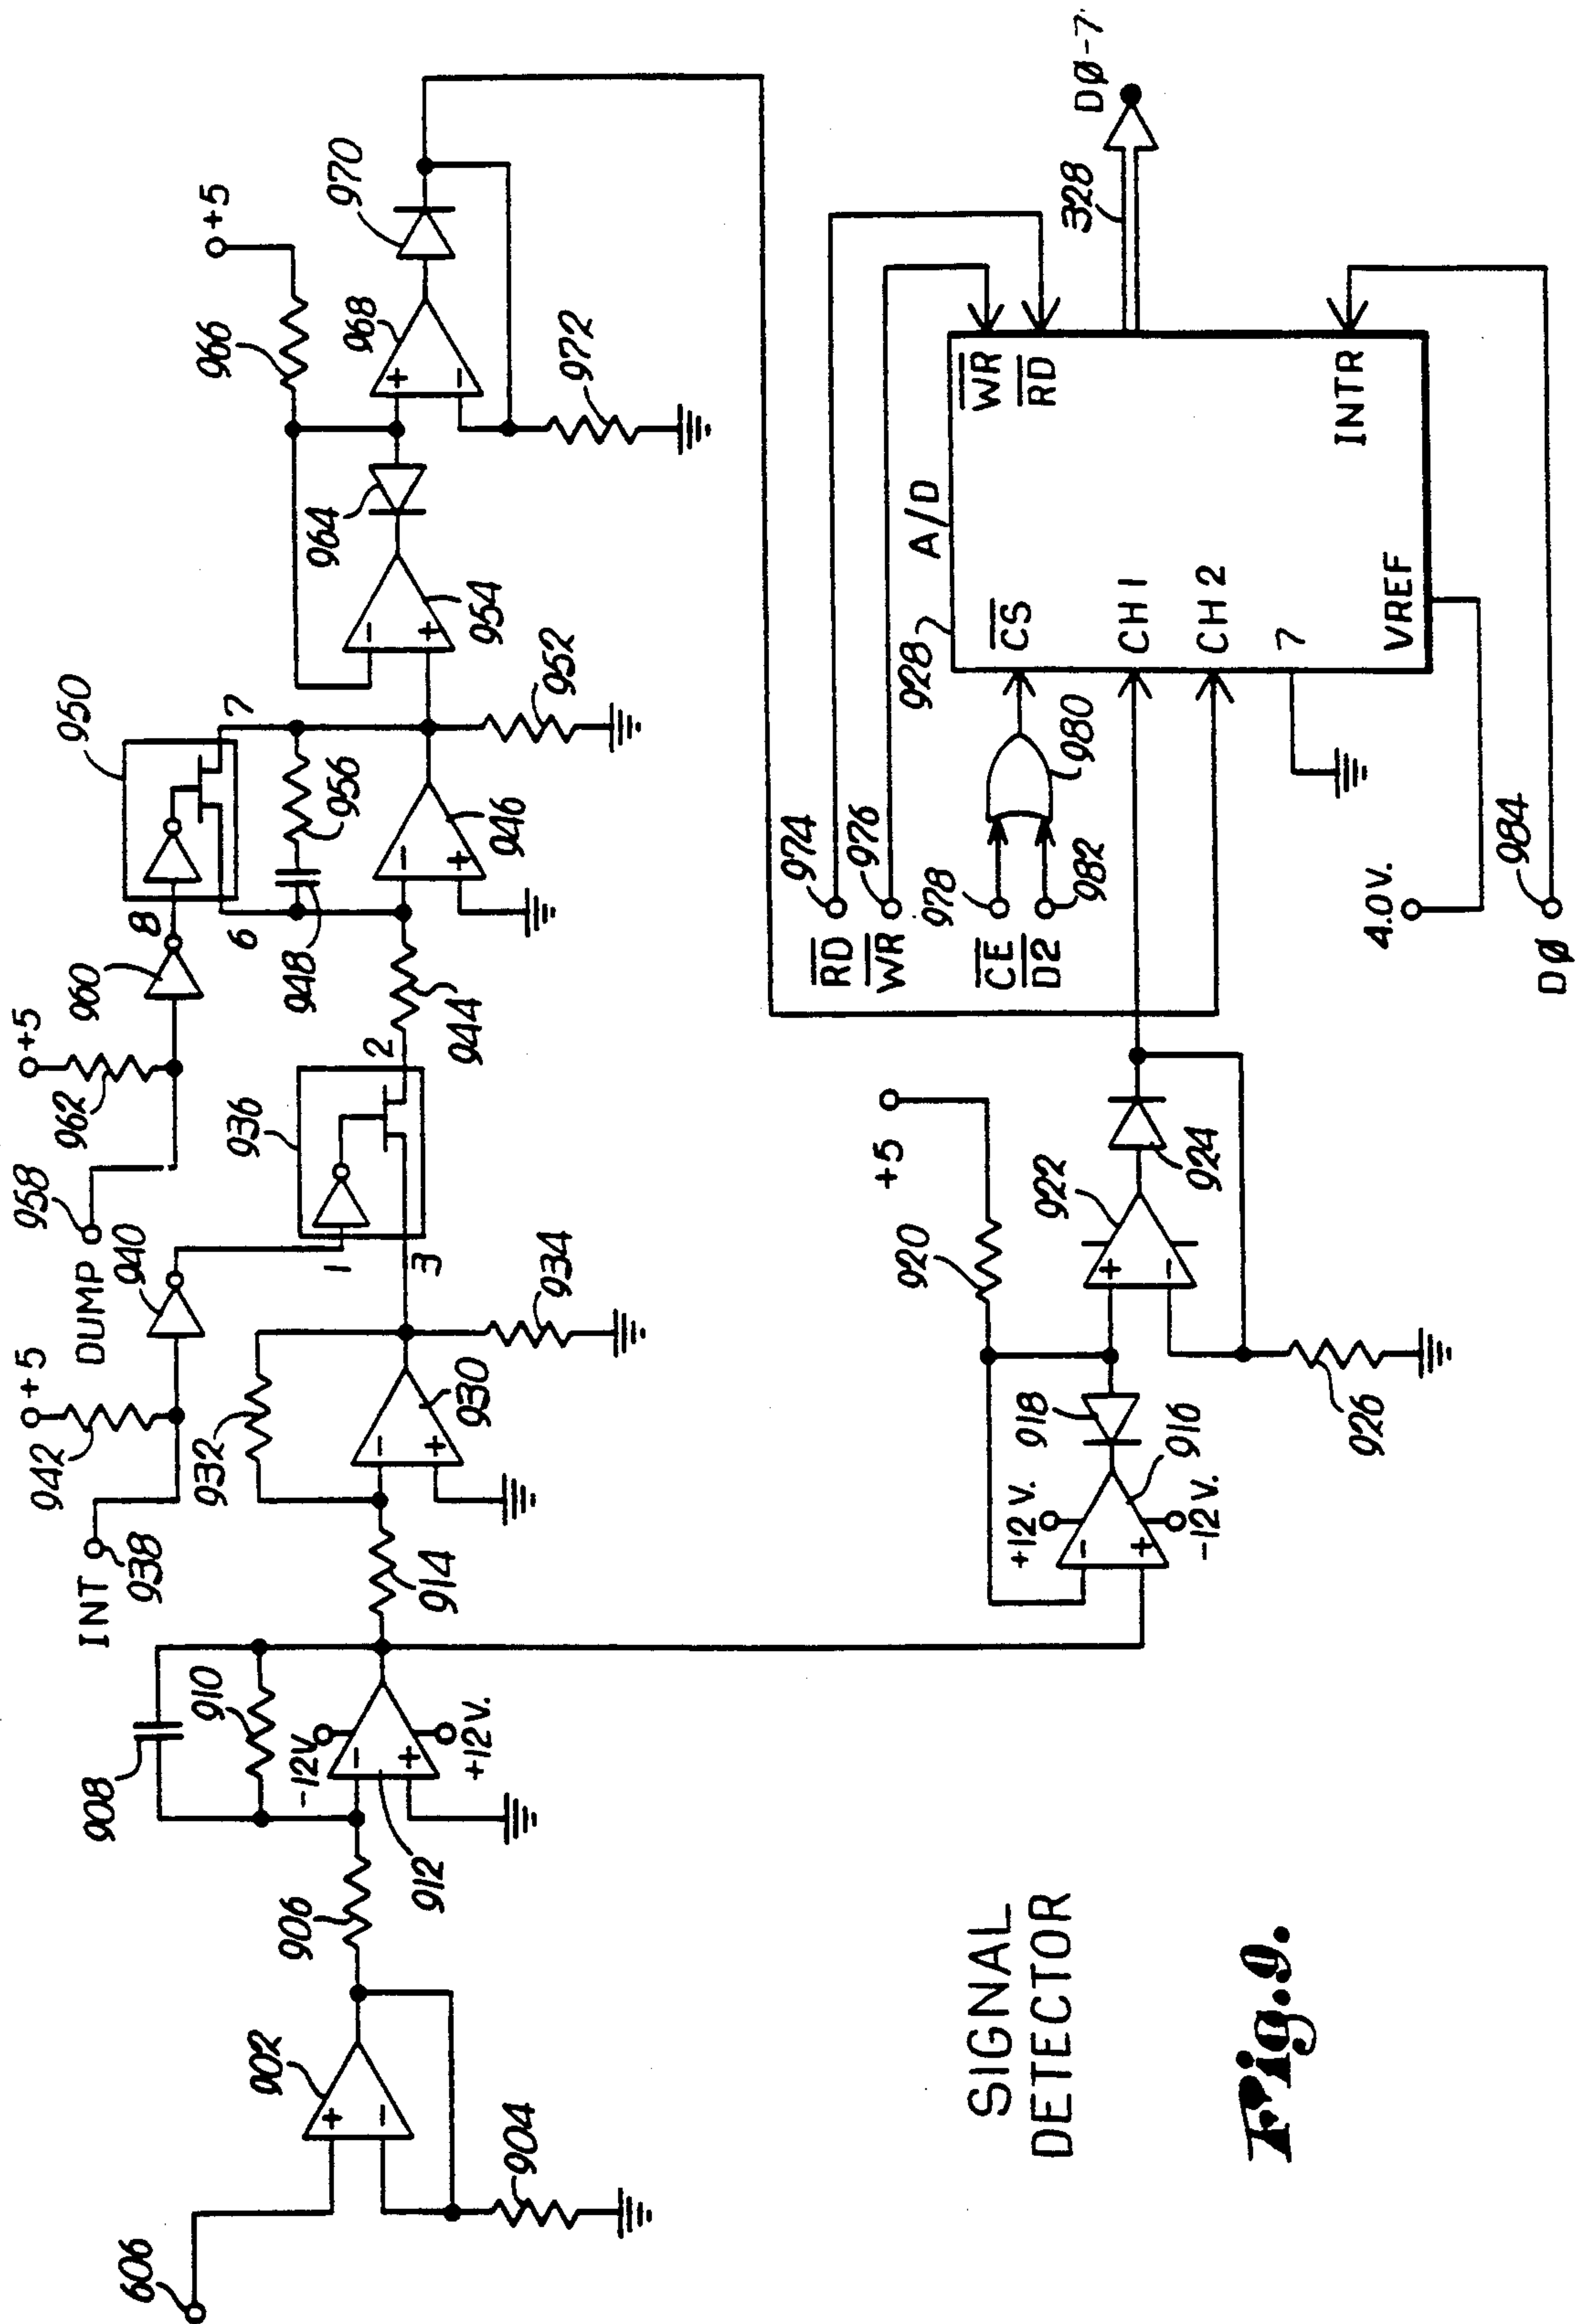 606
902
904
906
908
910
-12V.
+12V.
912
914
INT
938
942
+5
940
932
930
934
DUMP
958
962
+5
960
936
1
3
2
944
8
950
6
7
948
956
946
952
954
964
966
+5
968
970
972
+12V.
-12V.
916
918
920
+5
922
924
926
974
RD
976
WR
978
CE
D2
982
980
928
A/D
CS
WR
RD
CH1
CH2
7
VREF
INTR
4.0V.
DØ
984
328
DØ-7
SIGNAL
DETECTOR
Fig.9.